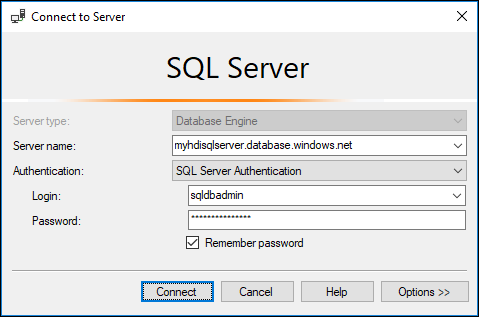 Connect to Server
SQL Server
Server type: Database Engine
Server name: myhdisqlserver.database.windows.net
Authentication: SQL Server Authentication
Login: sqldbadmin
Password: ***************
Remember password
Connect Cancel Help Options >>